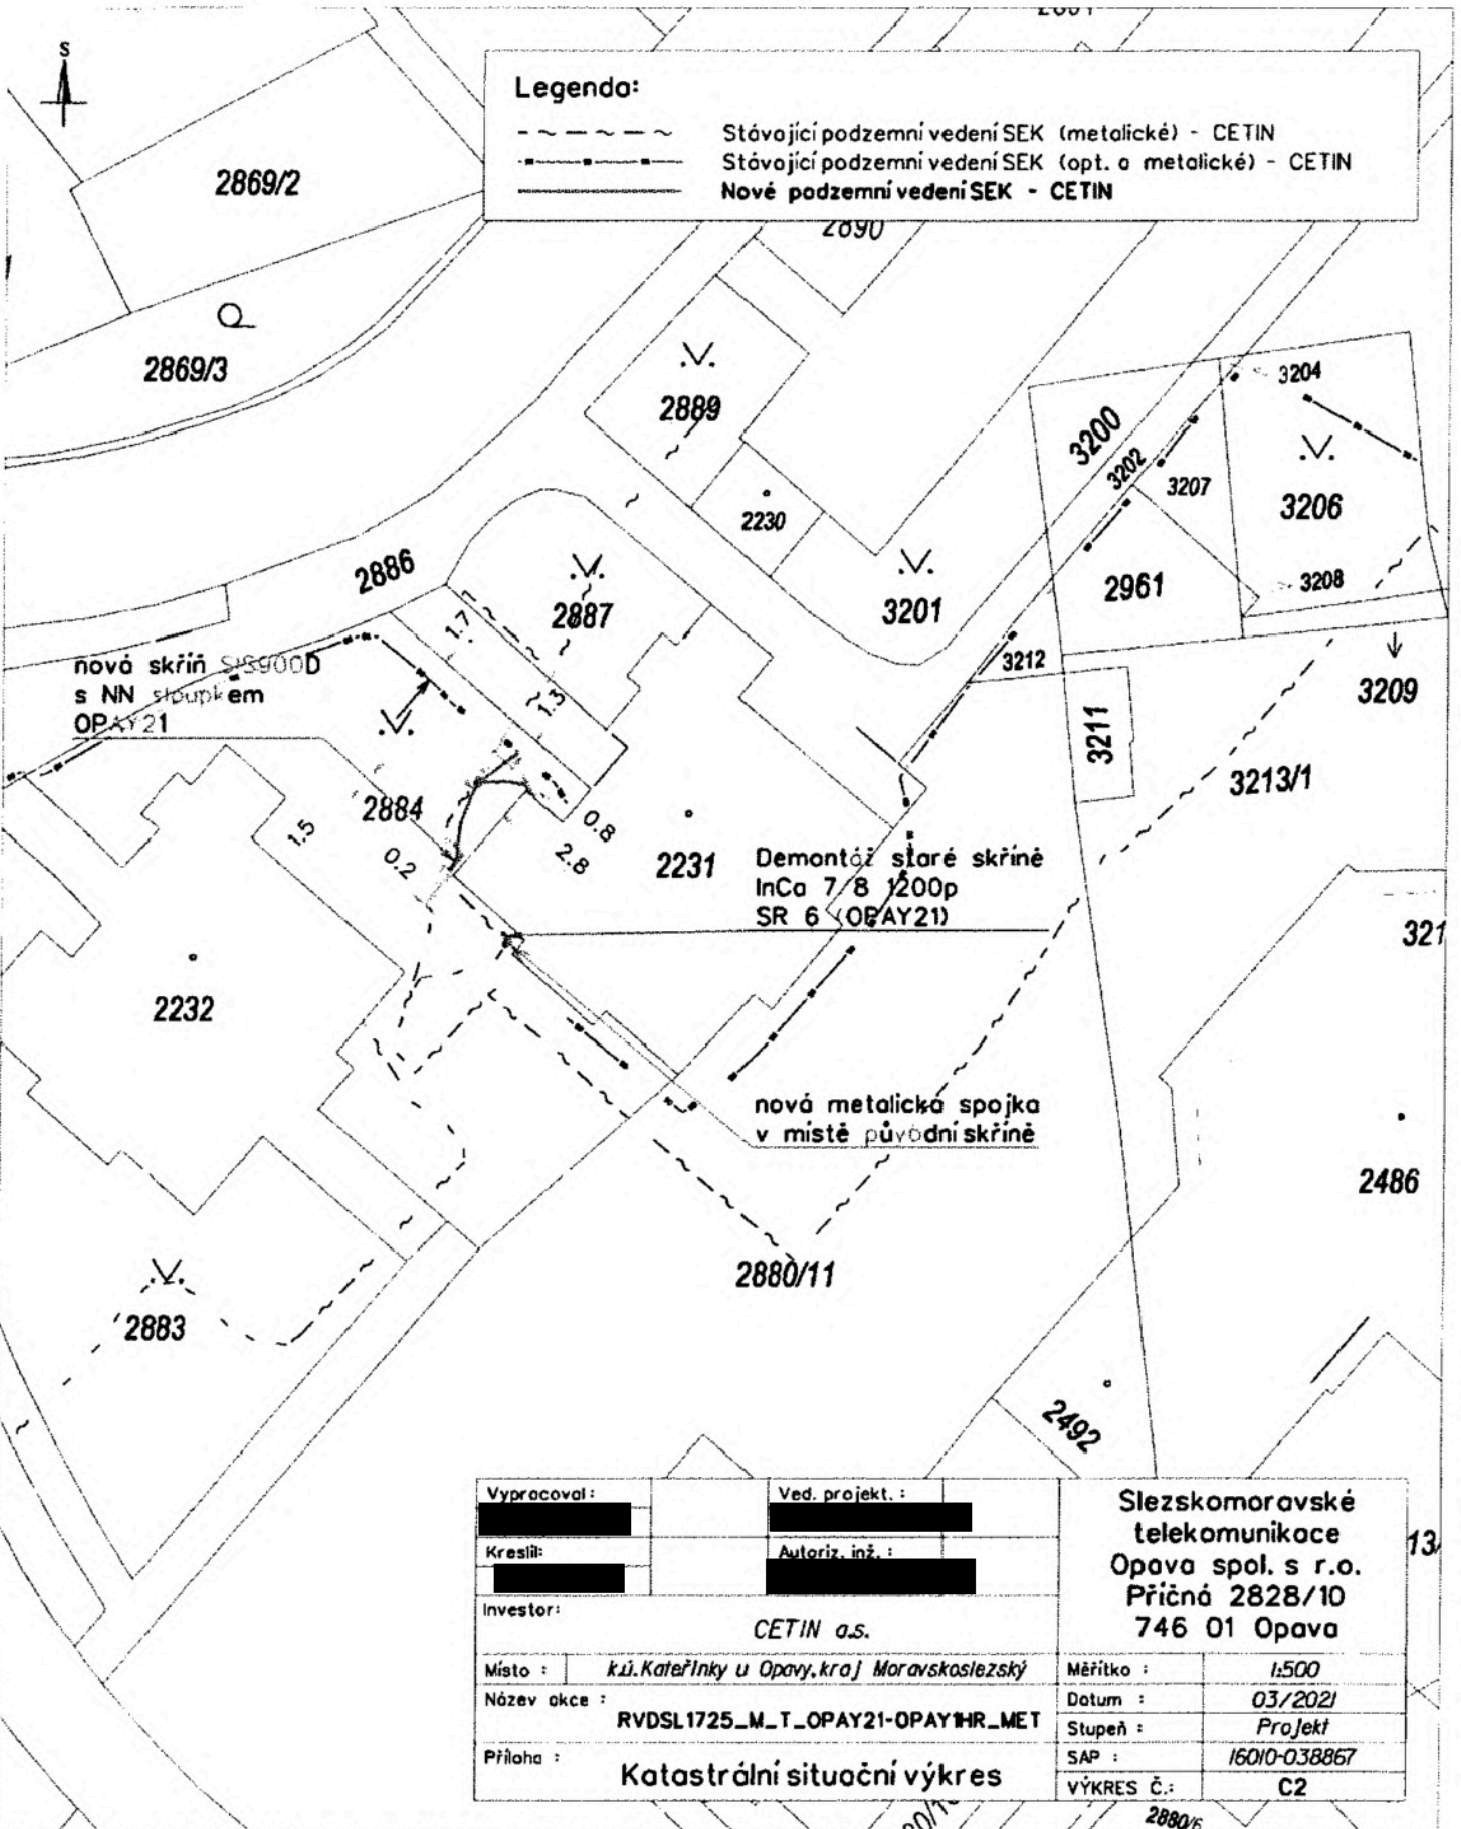 S
Legenda:
Stávající podzemní vedení SEK (metalické) - CETIN
Stávající podzemní vedení SEK (opt. a metalické) - CETIN
Nové podzemní vedení SEK - CETIN
2869/2
2890
2869/3
2889
3204
3200
3202
3207
3206
2230
2886
2887
3201
2961
3208
1.7
nová skříň SIS900D
s NN sloupkem
OPAY21
3212
3209
1.3
3211
3213/1
2884
0.8
1.5
0.2
2.8
2231
Demontáž staré skříně
InCa 7/8 1200p
SR 6 (OPAY21)
321
2232
nová metalická spojka
v místě původní skříně
2486
2880/11
2883
2492
Vypracoval:
Ved. projekt. :
Kreslil:
Autoriz. inž. :
Slezskomoravské
telekomunikace
Opava spol. s r.o.
Příčná 2828/10
746 01 Opava
13/
Investor:
CETIN a.s.
Místo :
k.ú.Kateřinky u Opavy,kraj Moravskoslezský
Měřítko :
1:500
Název akce :
RVDSL1725_M_T_OPAY21-OPAY1HR_MET
Datum :
03/2021
Stupeň :
Projekt
Příloha :
Katastrální situační výkres
SAP :
16010-038867
VÝKRES Č.:
C2
2880/6